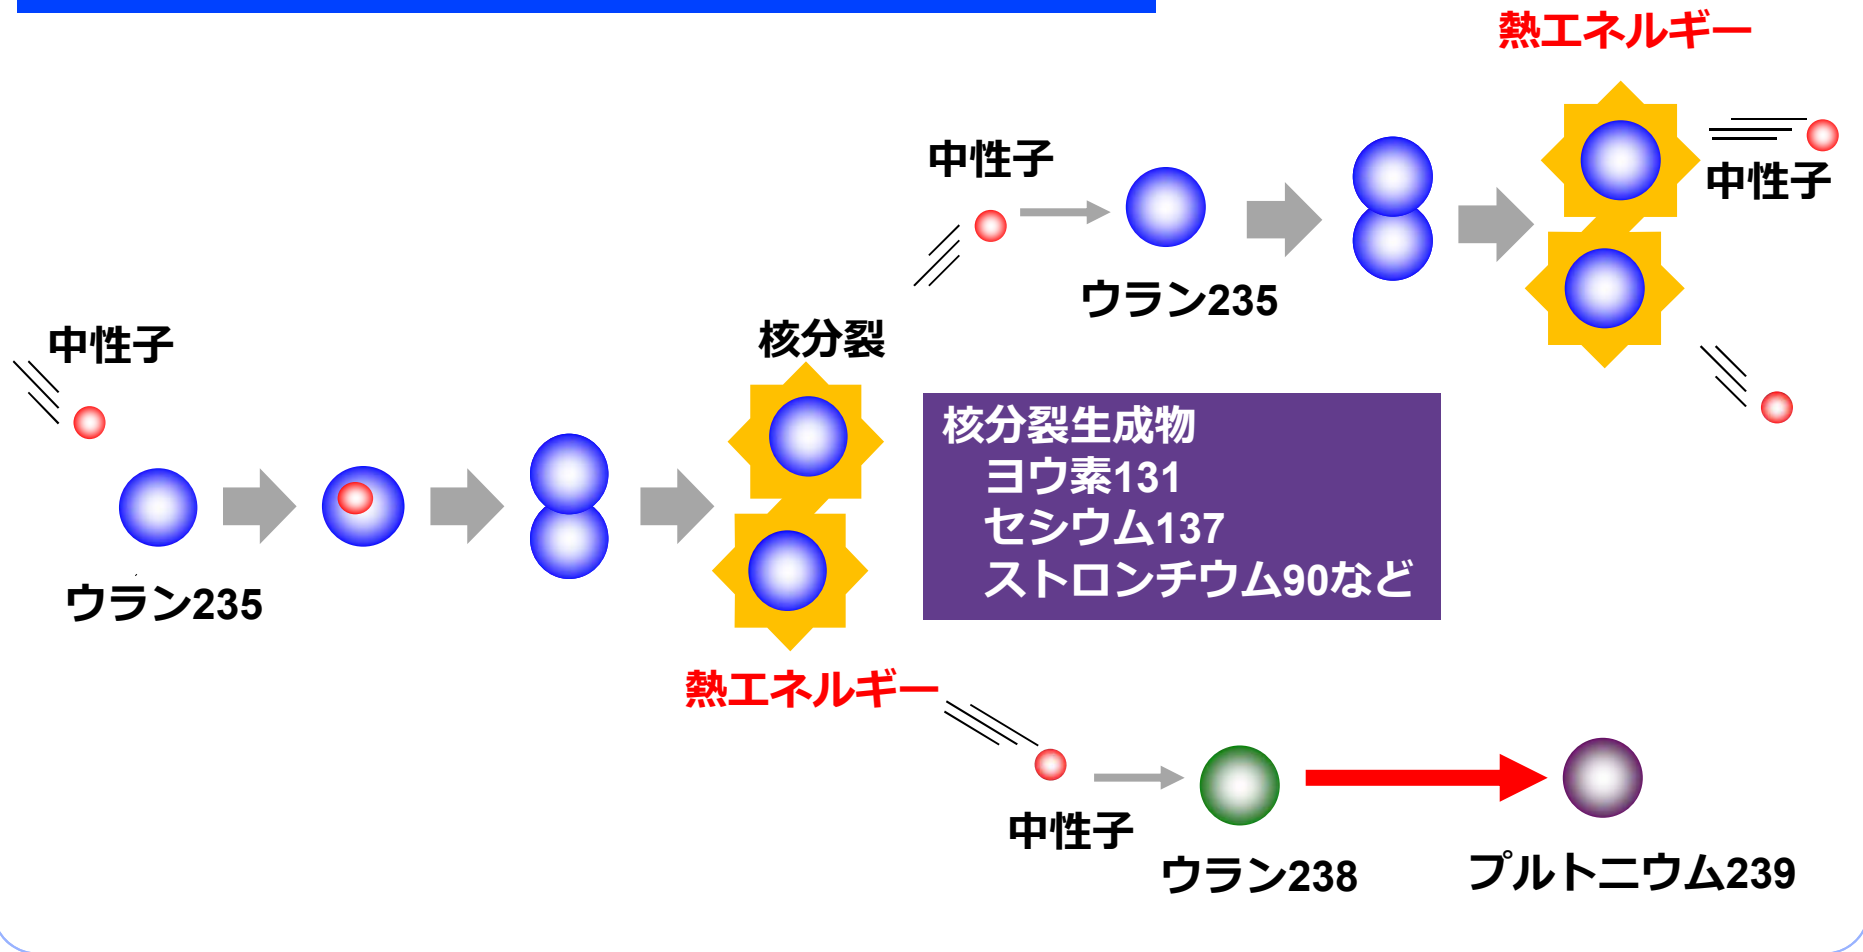 熱エネルギー
中性子
中性子
ウラン235
中性子
核分裂
核分裂生成物
ヨウ素131
セシウム137
ストロンチウム90など
ウラン235
熱エネルギー
中性子
ウラン238
プルトニウム239